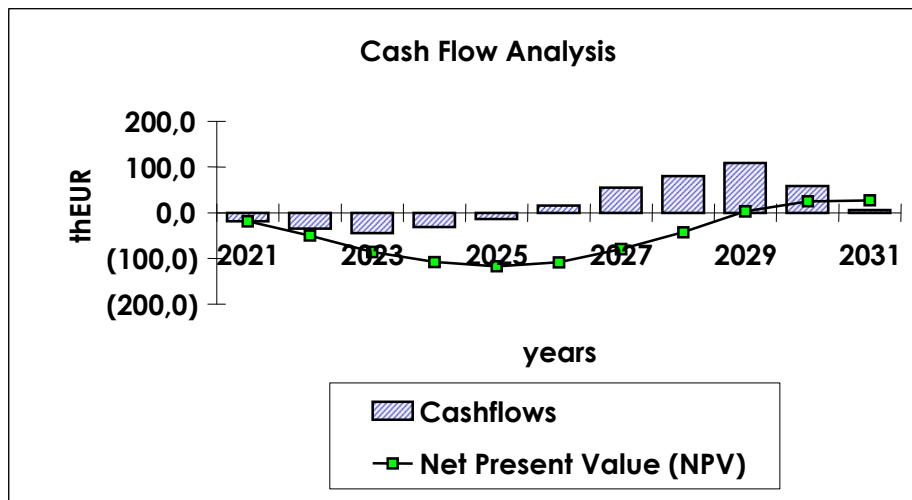 Cash Flow Analysis
200,0
100,0
0,0
(100,0)
(200,0)
thEUR
2021 2023 2025 2027 2029 2031
years
Cashflows
Net Present Value (NPV)